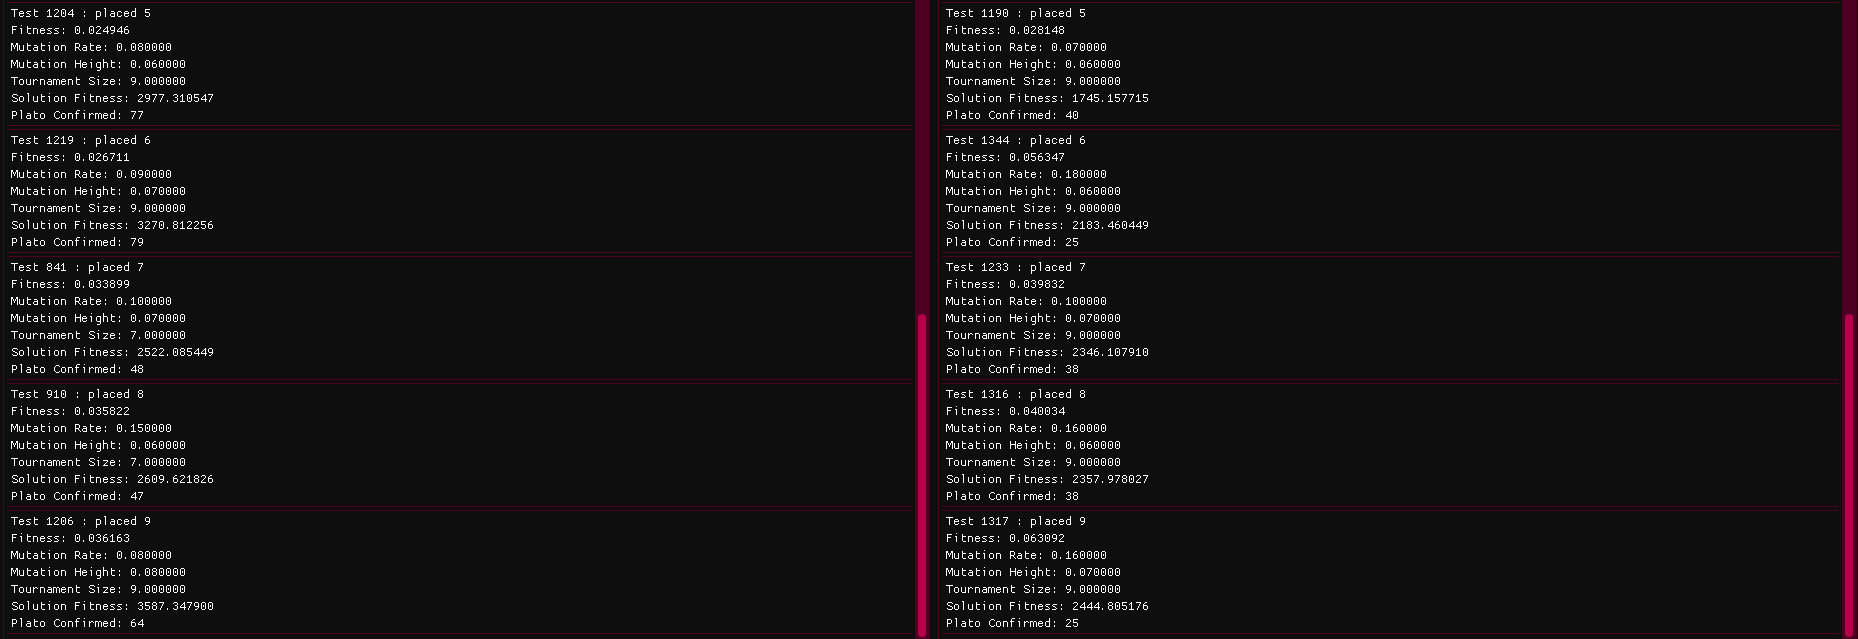 Test 1204 : placed 5
Fitness: 0.024946
Mutation Rate: 0.080000
Mutation Height: 0.060000
Tournament Size: 9.000000
Solution Fitness: 2977.310547
Plato Confirmed: 77
Test 1219 : placed 6
Fitness: 0.026711
Mutation Rate: 0.090000
Mutation Height: 0.070000
Tournament Size: 9.000000
Solution Fitness: 3270.812256
Plato Confirmed: 79
Test 841 : placed 7
Fitness: 0.033899
Mutation Rate: 0.100000
Mutation Height: 0.070000
Tournament Size: 7.000000
Solution Fitness: 2522.085449
Plato Confirmed: 48
Test 910 : placed 8
Fitness: 0.035822
Mutation Rate: 0.150000
Mutation Height: 0.060000
Tournament Size: 7.000000
Solution Fitness: 2609.621826
Plato Confirmed: 47
Test 1206 : placed 9
Fitness: 0.036163
Mutation Rate: 0.080000
Mutation Height: 0.080000
Tournament Size: 9.000000
Solution Fitness: 3587.347900
Plato Confirmed: 64
Test 1190 : placed 5
Fitness: 0.028148
Mutation Rate: 0.070000
Mutation Height: 0.060000
Tournament Size: 9.000000
Solution Fitness: 1745.157715
Plato Confirmed: 40
Test 1344 : placed 6
Fitness: 0.056347
Mutation Rate: 0.180000
Mutation Height: 0.060000
Tournament Size: 9.000000
Solution Fitness: 2183.460449
Plato Confirmed: 25
Test 1233 : placed 7
Fitness: 0.039832
Mutation Rate: 0.100000
Mutation Height: 0.070000
Tournament Size: 9.000000
Solution Fitness: 2346.107910
Plato Confirmed: 38
Test 1316 : placed 8
Fitness: 0.040034
Mutation Rate: 0.160000
Mutation Height: 0.060000
Tournament Size: 9.000000
Solution Fitness: 2357.978027
Plato Confirmed: 38
Test 1317 : placed 9
Fitness: 0.063092
Mutation Rate: 0.160000
Mutation Height: 0.070000
Tournament Size: 9.000000
Solution Fitness: 2444.805176
Plato Confirmed: 25